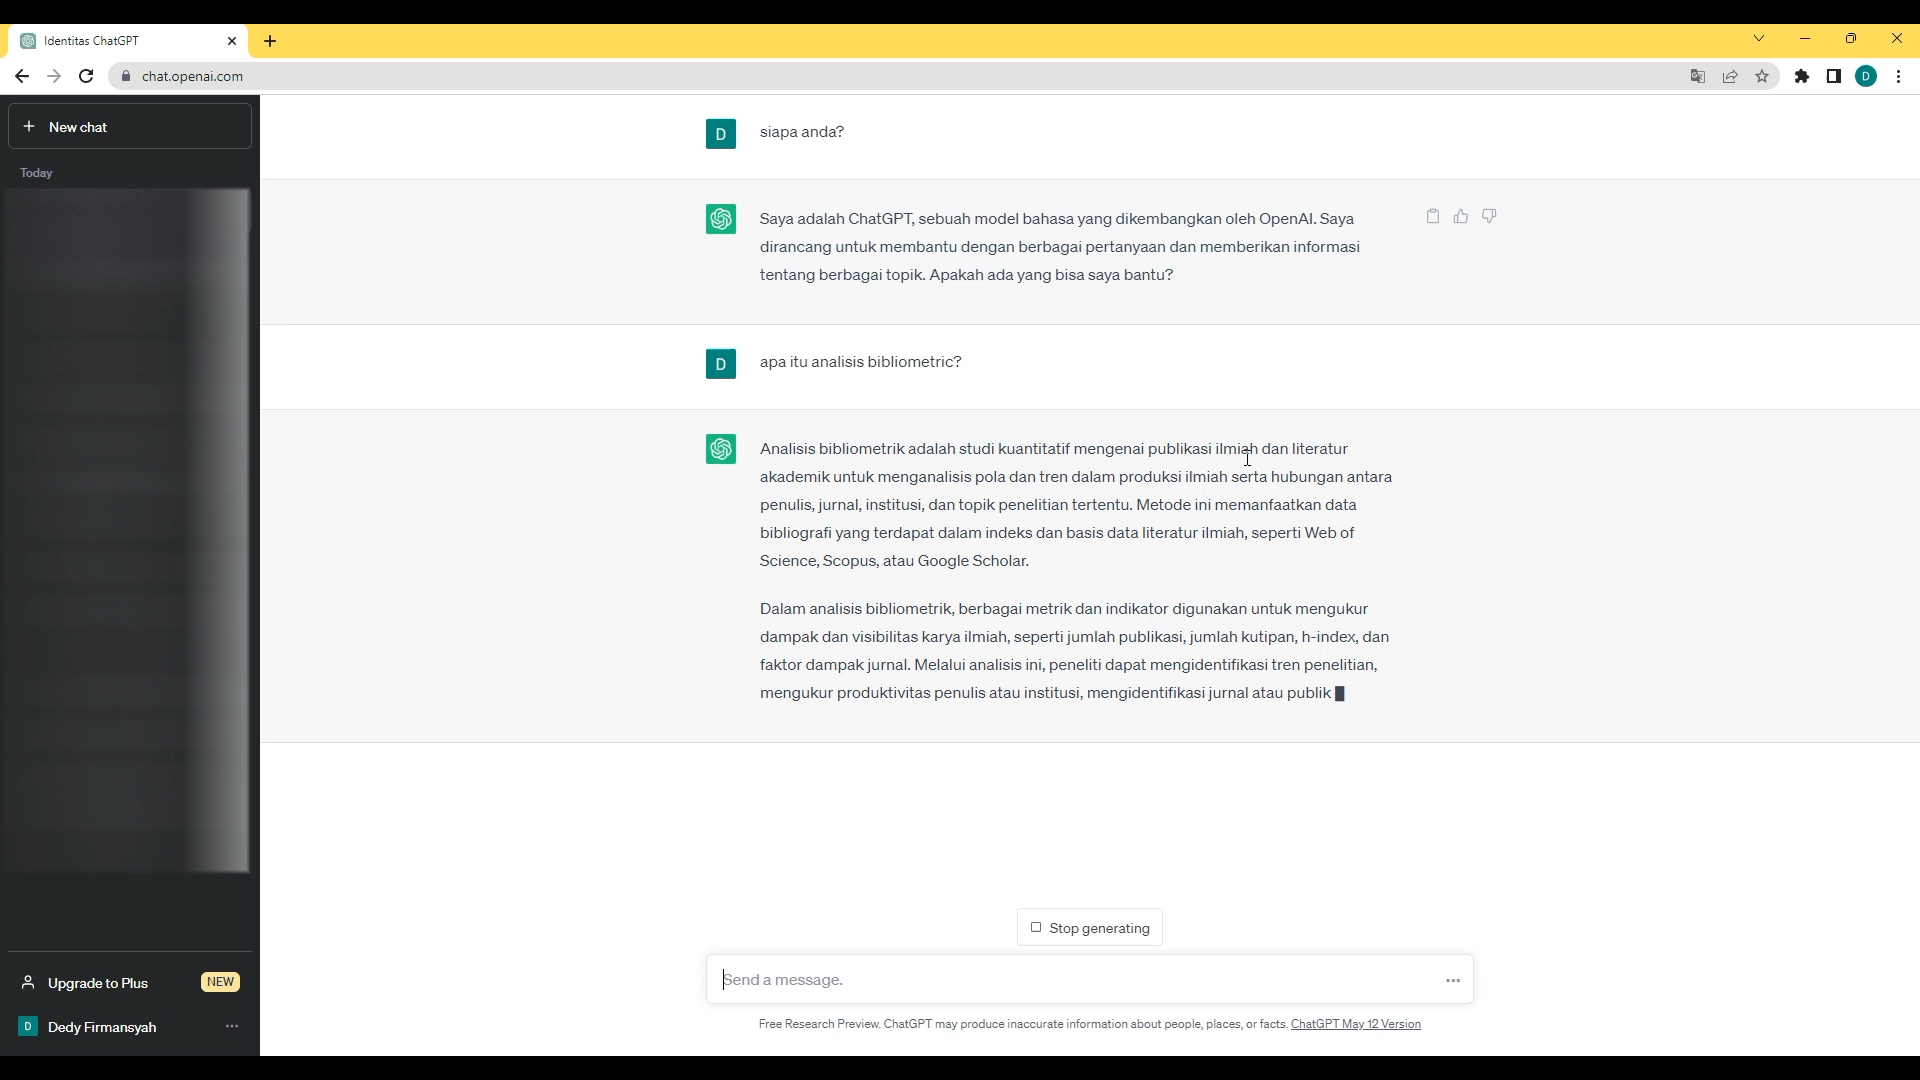 Identitas ChatGPT
chat.openai.com
D
New chat
Today
D
siapa anda?
Saya adalah ChatGPT, sebuah model bahasa yang dikembangkan oleh OpenAI. Saya
dirancang untuk membantu dengan berbagai pertanyaan dan memberikan informasi
tentang berbagai topik. Apakah ada yang bisa saya bantu?
D
apa itu analisis bibliometric?
Analisis bibliometrik adalah studi kuantitatif mengenai publikasi ilmiah dan literatur
akademik untuk menganalisis pola dan tren dalam produksi ilmiah serta hubungan antara
penulis, jurnal, institusi, dan topik penelitian tertentu. Metode ini memanfaatkan data
bibliografi yang terdapat dalam indeks dan basis data literatur ilmiah, seperti Web of
Science, Scopus, atau Google Scholar.
Dalam analisis bibliometrik, berbagai metrik dan indikator digunakan untuk mengukur
dampak dan visibilitas karya ilmiah, seperti jumlah publikasi, jumlah kutipan, h-index, dan
faktor dampak jurnal. Melalui analisis ini, peneliti dapat mengidentifikasi tren penelitian,
mengukur produktivitas penulis atau institusi, mengidentifikasi jurnal atau publik
Stop generating
Send a message.
Free Research Preview. ChatGPT may produce inaccurate information about people, places, or facts. ChatGPT May 12 Version
Upgrade to Plus NEW
D Dedy Firmansyah